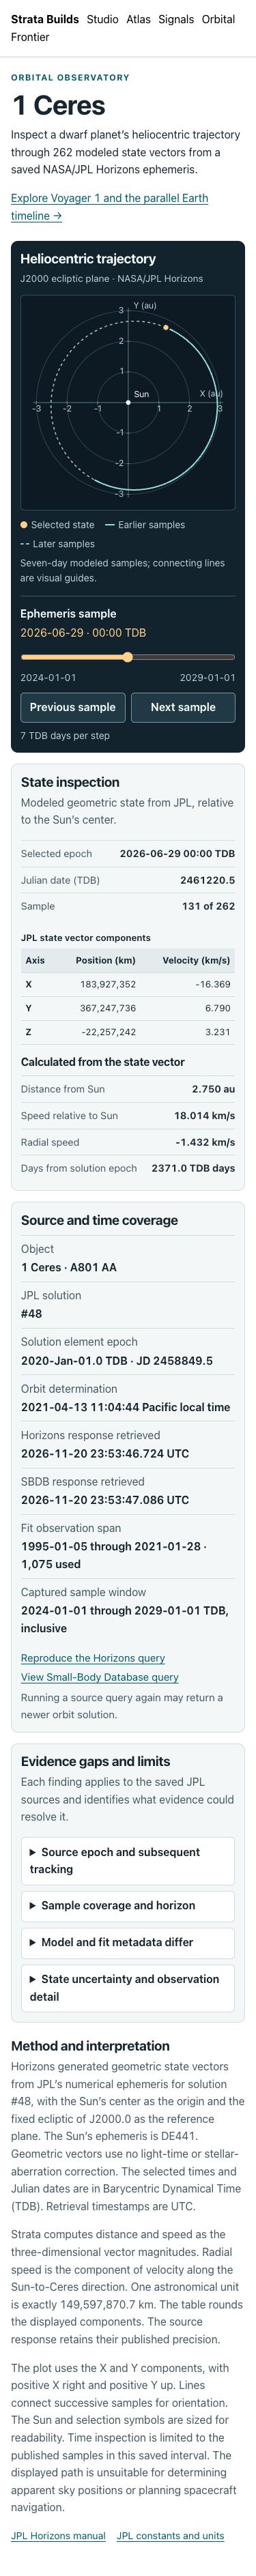 Strata Builds Studio Atlas Signals Orbital
Frontier
ORBITAL OBSERVATORY
1 Ceres
Inspect a dwarf planet's heliocentric trajectory
through 262 modeled state vectors from a
saved NASA/JPL Horizons ephemeris.
Explore Voyager 1 and the parallel Earth
timeline →
Heliocentric trajectory
J2000 ecliptic plane · NASA/JPL Horizons
Y (au)
3
2
1
Sun
X (au)
-3 -2 -1 1 2 3
-1
-2
-3
Selected state Earlier samples
Later samples
Seven-day modeled samples; connecting lines
are visual guides.
Ephemeris sample
2026-06-29 · 00:00 TDB
2024-01-01 2029-01-01
Previous sample Next sample
7 TDB days per step
State inspection
Modeled geometric state from JPL, relative
to the Sun's center.
Selected epoch 2026-06-29 00:00 TDB
Julian date (TDB) 2461220.5
Sample 131 of 262
JPL state vector components
Axis Position (km) Velocity (km/s)
X 183,927,352 -16.369
Y 367,247,736 6.790
Z -22,257,242 3.231
Calculated from the state vector
Distance from Sun 2.750 au
Speed relative to Sun 18.014 km/s
Radial speed -1.432 km/s
Days from solution epoch 2371.0 TDB days
Source and time coverage
Object
1 Ceres · A801 AA
JPL solution
#48
Solution element epoch
2020-Jan-01.0 TDB · JD 2458849.5
Orbit determination
2021-04-13 11:04:44 Pacific local time
Horizons response retrieved
2026-11-20 23:53:46.724 UTC
SBDB response retrieved
2026-11-20 23:53:47.086 UTC
Fit observation span
1995-01-05 through 2021-01-28 ·
1,075 used
Captured sample window
2024-01-01 through 2029-01-01 TDB,
inclusive
Reproduce the Horizons query
View Small-Body Database query
Running a source query again may return a
newer orbit solution.
Evidence gaps and limits
Each finding applies to the saved JPL
sources and identifies what evidence could
resolve it.
▶ Source epoch and subsequent
tracking
▶ Sample coverage and horizon
▶ Model and fit metadata differ
▶ State uncertainty and observation
detail
Method and interpretation
Horizons generated geometric state vectors
from JPL's numerical ephemeris for solution
#48, with the Sun's center as the origin and the
fixed ecliptic of J2000.0 as the reference
plane. The Sun's ephemeris is DE441.
Geometric vectors use no light-time or stellar-
aberration correction. The selected times and
Julian dates are in Barycentric Dynamical Time
(TDB). Retrieval timestamps are UTC.
Strata computes distance and speed as the
three-dimensional vector magnitudes. Radial
speed is the component of velocity along the
Sun-to-Ceres direction. One astronomical unit
is exactly 149,597,870.7 km. The table rounds
the displayed components. The source
response retains their published precision.
The plot uses the X and Y components, with
positive X right and positive Y up. Lines
connect successive samples for orientation.
The Sun and selection symbols are sized for
readability. Time inspection is limited to the
published samples in this saved interval. The
displayed path is unsuitable for determining
apparent sky positions or planning spacecraft
navigation.
JPL Horizons manual JPL constants and units